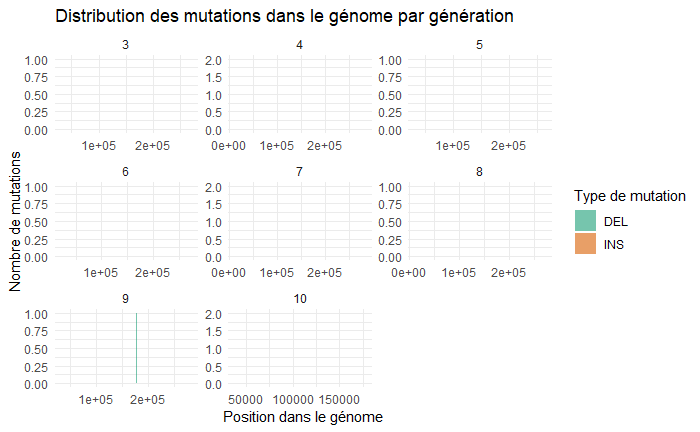 Distribution des mutations dans le génome par génération
3 4 5
1.00 2.0 1.00
0.75 1.5 0.75
0.50 1.0 0.50
0.25 0.5 0.25
0.00 0.0 0.00
1e+05 2e+05 0e+00 1e+05 2e+05 1e+05 2e+05
6 7 8
1.00 2.0 1.00
0.75 1.5 0.75
0.50 1.0 0.50
0.25 0.5 0.25
0.00 0.0 0.00
1e+05 2e+05 0e+00 1e+05 2e+05 0e+00 1e+05 2e+05
9 10
1.00 2.0
0.75 1.5
0.50 1.0
0.25 0.5
0.00 0.0
1e+05 2e+05 50000 100000 150000
Nombre de mutations
Position dans le génome
Type de mutation
DEL
INS